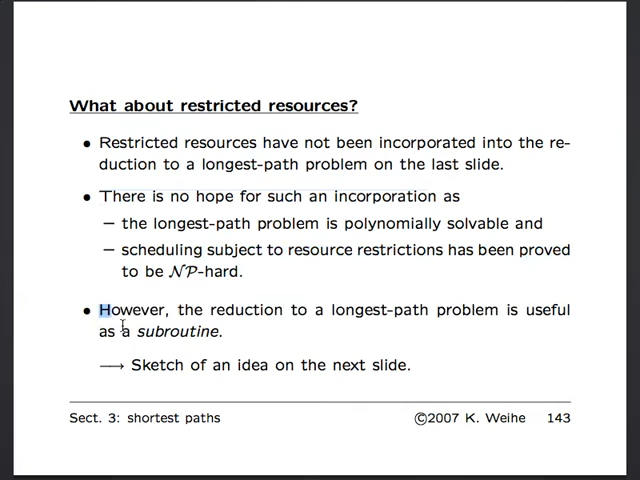 What about restricted resources?
• Restricted resources have not been incorporated into the re-
duction to a longest-path problem on the last slide.
• There is no hope for such an incorporation as
– the longest-path problem is polynomially solvable and
– scheduling subject to resource restrictions has been proved
to be 𝒩𝒫-hard.
• However, the reduction to a longest-path problem is useful
as a subroutine.
⟶ Sketch of an idea on the next slide.
Sect. 3: shortest paths ©2007 K. Weihe 143